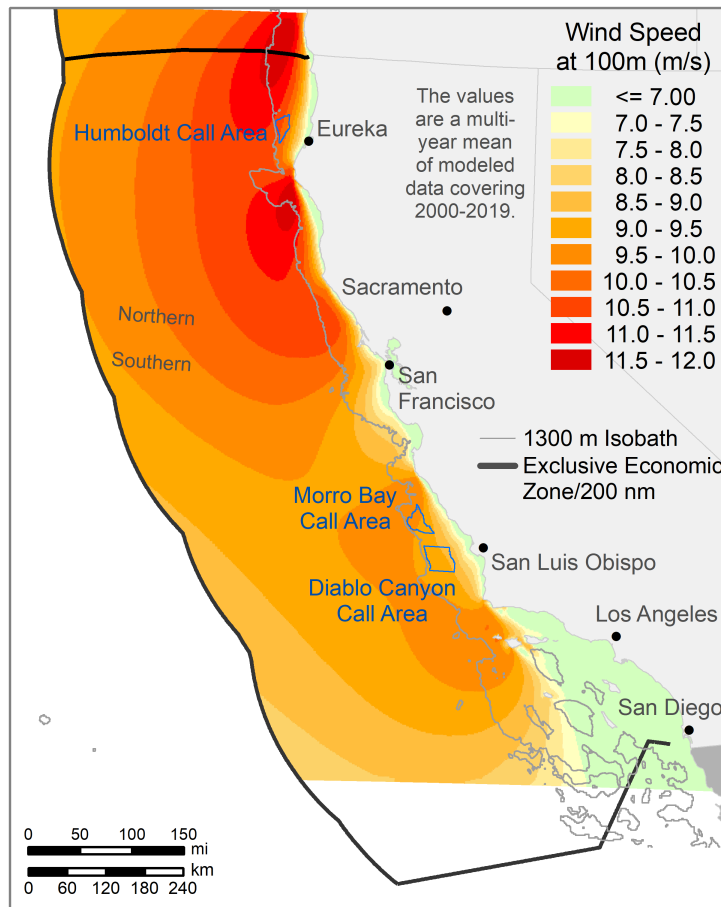 Wind Speed
at 100m (m/s)
<= 7.00
7.0 - 7.5
7.5 - 8.0
8.0 - 8.5
8.5 - 9.0
9.0 - 9.5
9.5 - 10.0
10.0 - 10.5
10.5 - 11.0
11.0 - 11.5
11.5 - 12.0
The values
are a multi-
year mean
of modeled
data covering
2000-2019.
Humboldt Call Area
Eureka
Sacramento
Northern
Southern
San
Francisco
1300 m Isobath
Exclusive Economic
Zone/200 nm
Morro Bay
Call Area
San Luis Obispo
Diablo Canyon
Call Area
Los Angeles
San Diego
0 50 100 150
mi
km
0 60 120 180 240